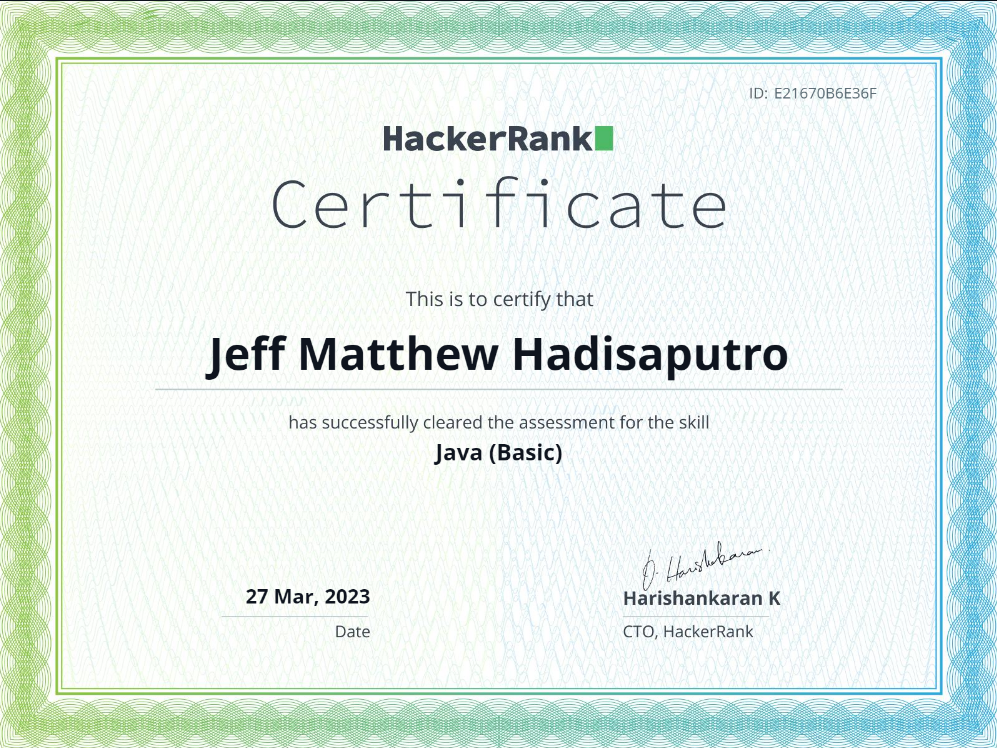 ID: E21670B6E36F
HackerRank
Certificate
This is to certify that
Jeff Matthew Hadisaputro
has successfully cleared the assessment for the skill
Java (Basic)
27 Mar, 2023
Date
Harishankaran K
CTO, HackerRank